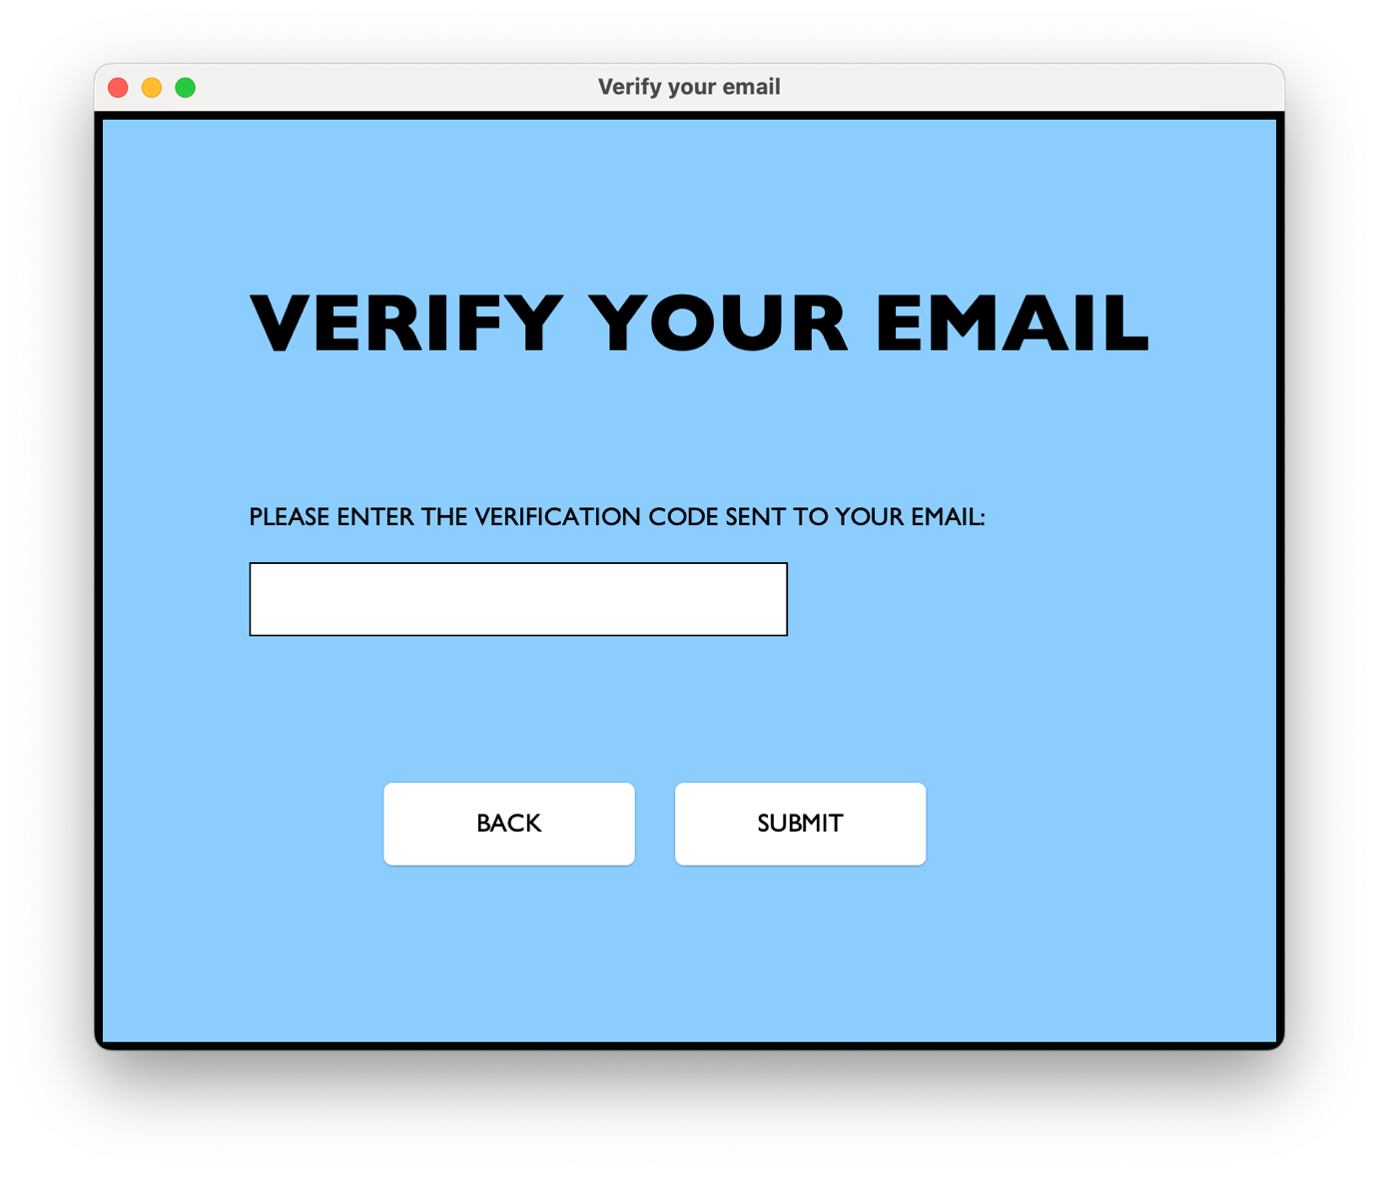 Verify your email
VERIFY YOUR EMAIL
PLEASE ENTER THE VERIFICATION CODE SENT TO YOUR EMAIL:
BACK
SUBMIT